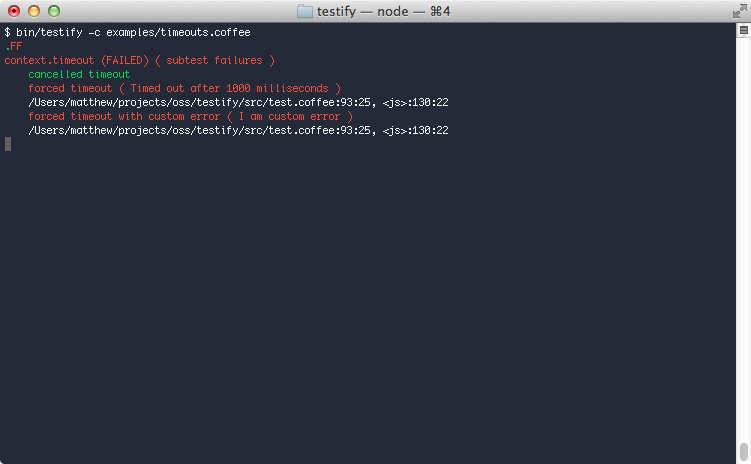 testify — node — ⌘4
$ bin/testify -c examples/timeouts.coffee
.FF
context.timeout (FAILED) ( subtest failures )
cancelled timeout
forced timeout ( Timed out after 1000 milliseconds )
/Users/matthew/projects/oss/testify/src/test.coffee:93:25, <js>:130:22
forced timeout with custom error ( I am custom error )
/Users/matthew/projects/oss/testify/src/test.coffee:93:25, <js>:130:22